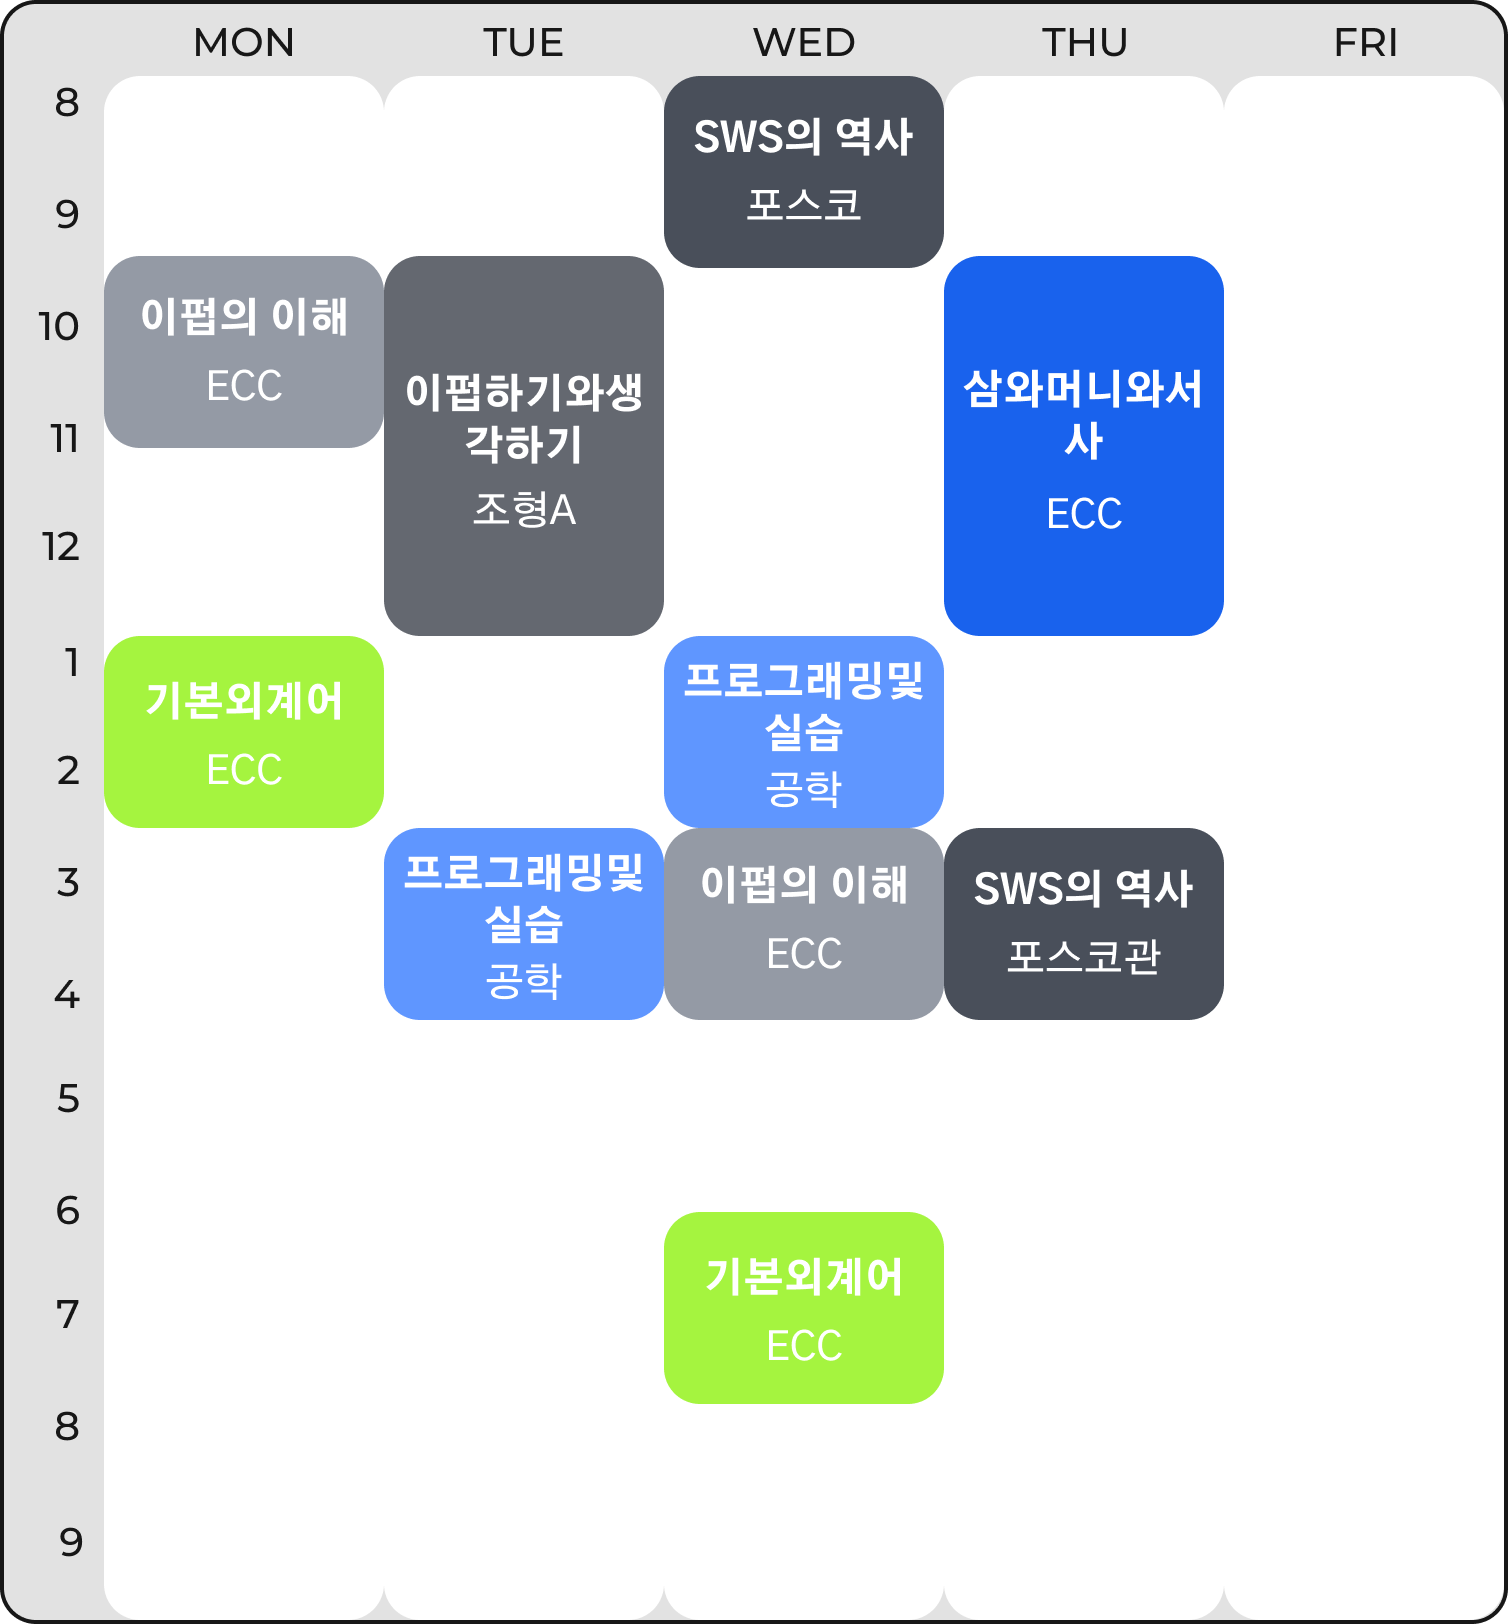 MON TUE WED THU FRI
8
SWS의 역사
포스코
9
이펍의 이해
ECC
10
11
이펍하기와생
각하기
조형A
삼와머니와서
사
ECC
12
1
기본외계어
ECC
프로그래밍및
실습
공학
2
3
프로그래밍및
실습
공학
이펍의 이해
ECC
SWS의 역사
포스코관
4
5
6
기본외계어
ECC
7
8
9